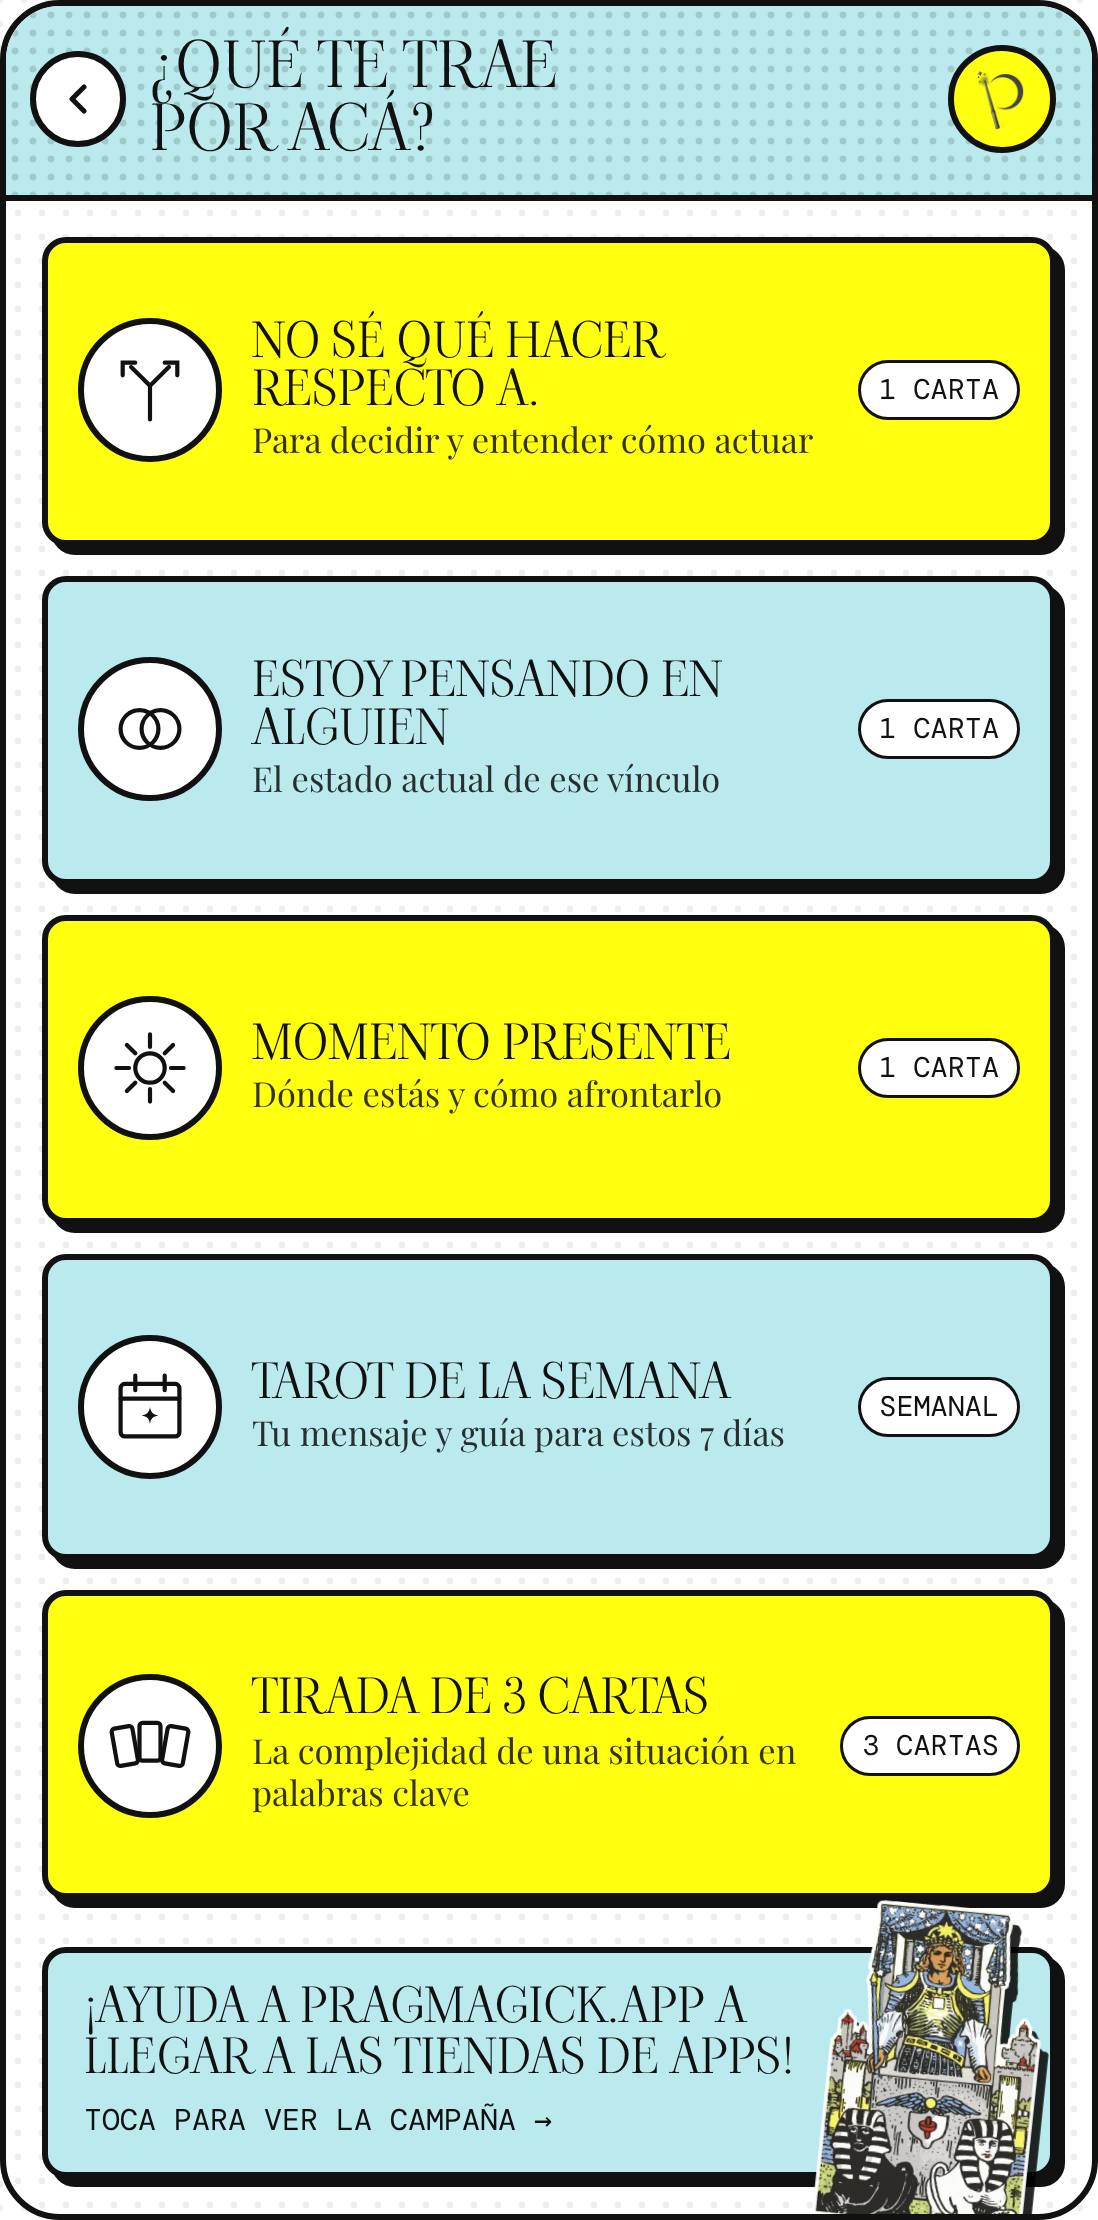 ¿QUÉ TE TRAE
POR ACÁ?
P
NO SÉ QUÉ HACER
RESPECTO A.
Para decidir y entender cómo actuar
1 CARTA
ESTOY PENSANDO EN
ALGUIEN
El estado actual de ese vínculo
1 CARTA
MOMENTO PRESENTE
Dónde estás y cómo afrontarlo
1 CARTA
TAROT DE LA SEMANA
Tu mensaje y guía para estos 7 días
SEMANAL
TIRADA DE 3 CARTAS
La complejidad de una situación en
palabras clave
3 CARTAS
¡AYUDA A PRAGMAGICK.APP A
LLEGAR A LAS TIENDAS DE APPS!
TOCA PARA VER LA CAMPAÑA →